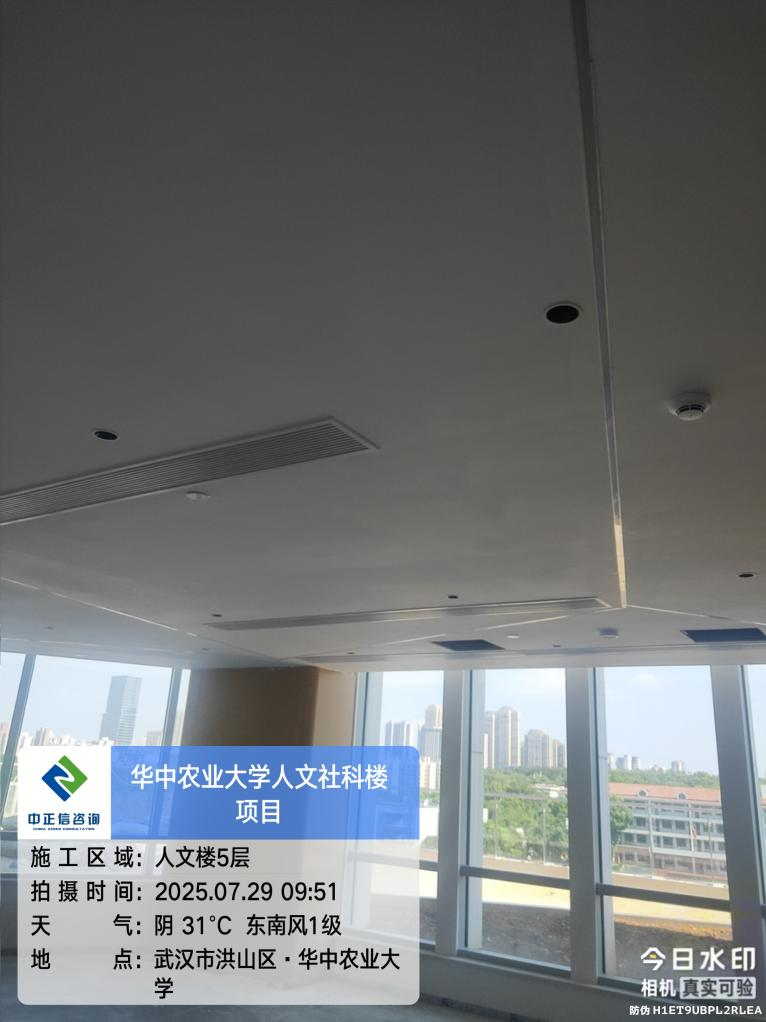 华中农业大学人文社科楼
项目
中正信咨询
CHINA ZENXIN CONSULTATION
施工区域：人文楼5层
拍摄时间：2025.07.29 09:51
天气：阴 31℃ 东南风1级
地点：武汉市洪山区·华中农业大
学
今日水印
相机 真实可验
防伪 H1ET9UBPL2RLEA